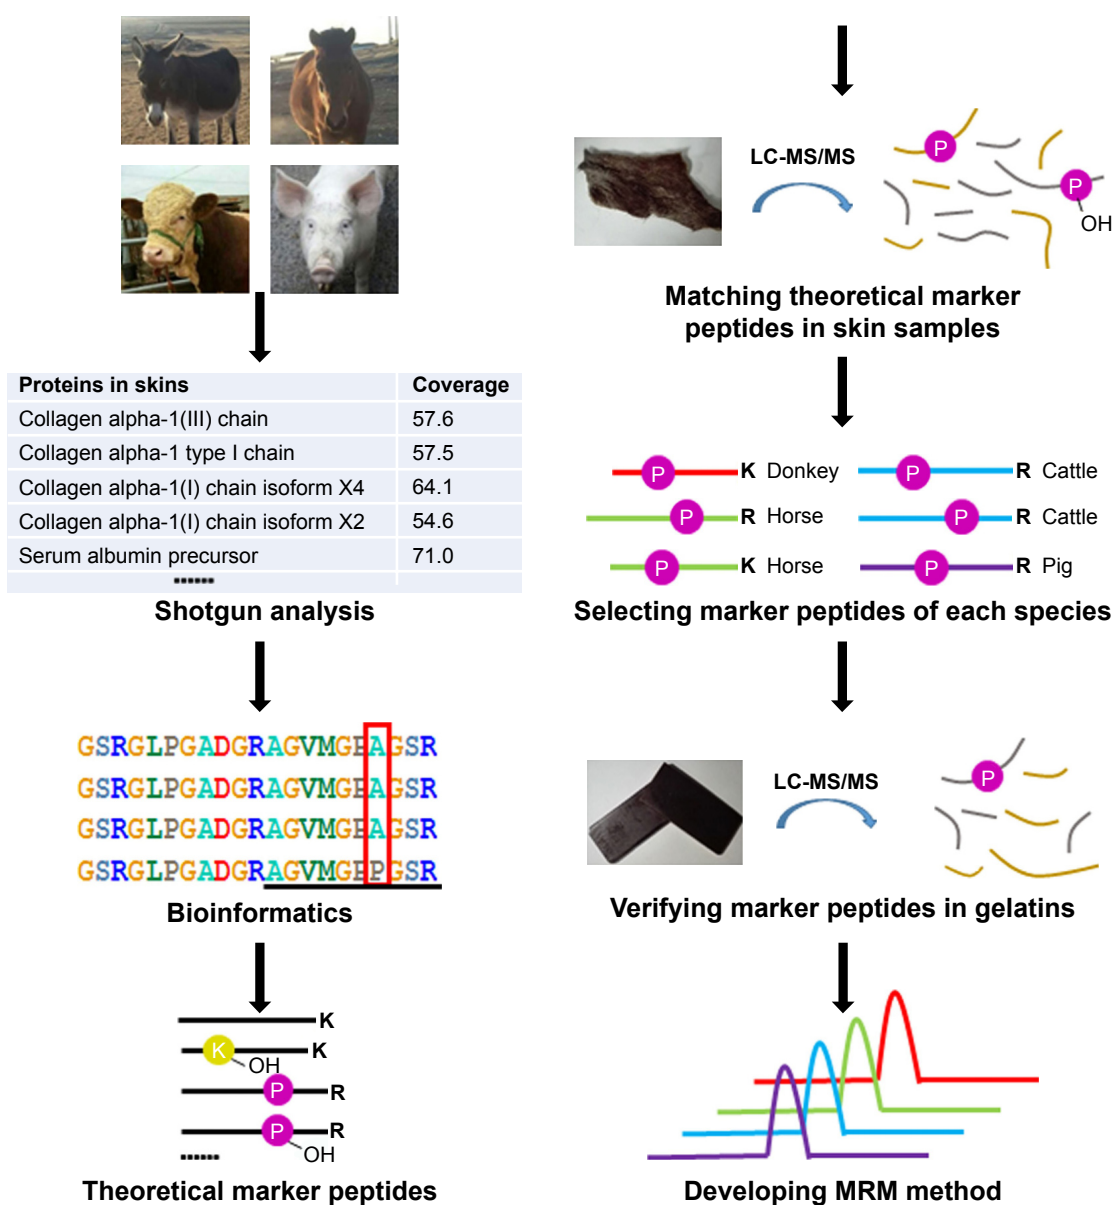 Proteins in skins Coverage
Collagen alpha-1(III) chain 57.6
Collagen alpha-1 type I chain 57.5
Collagen alpha-1(I) chain isoform X4 64.1
Collagen alpha-1(I) chain isoform X2 54.6
Serum albumin precursor 71.0
......
Shotgun analysis
GSRGLPGADGRAGVMGPAGSR
GSRGLPGADGRAGVMGPAGSR
GSRGLPGADGRAGVMGPAGSR
GSRGLPGADGRAGVMGPPGSR
Bioinformatics
K
K K
OH
P R
P R
OH
......
Theoretical marker peptides
LC-MS/MS
P
P
OH
Matching theoretical marker
peptides in skin samples
P K Donkey P R Cattle
P R Horse P R Cattle
P K Horse P R Pig
Selecting marker peptides of each species
LC-MS/MS
P
Verifying marker peptides in gelatins
Developing MRM method